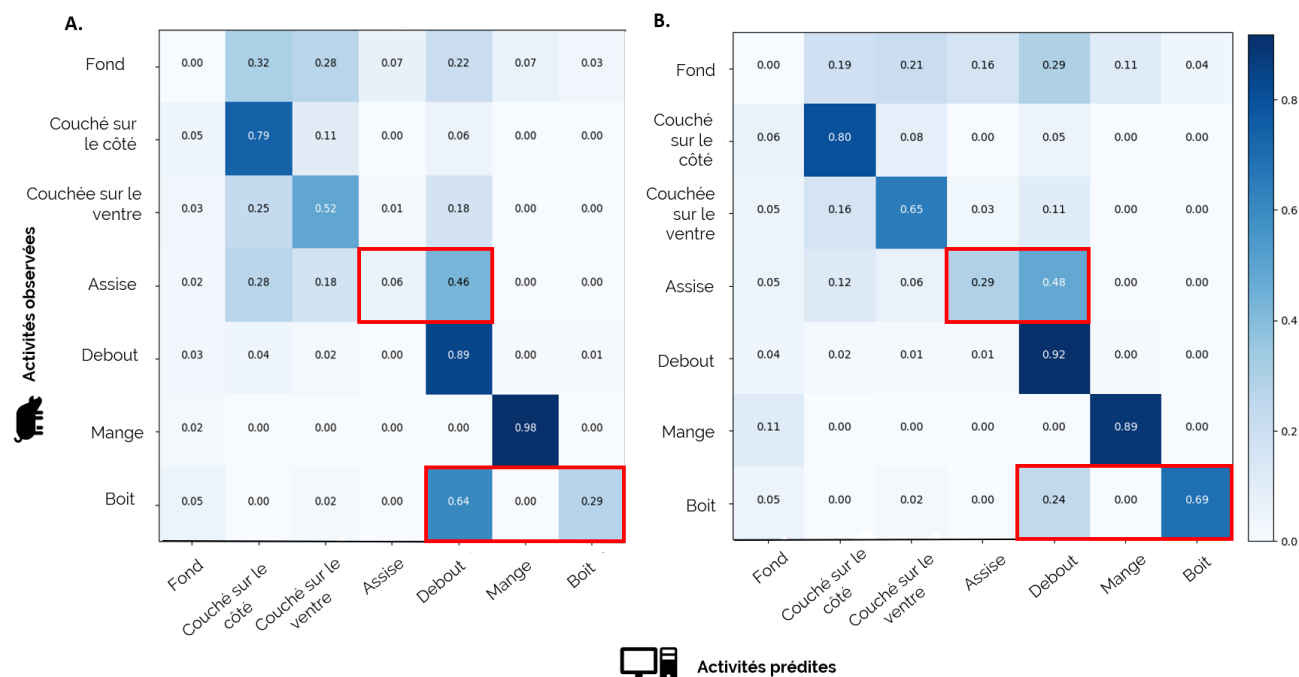 A.
Fond
0.00 0.32 0.28 0.07 0.22 0.07 0.03
Couché sur
le côté
0.05 0.79 0.11 0.00 0.06 0.00 0.00
Couchée sur le
ventre
0.03 0.25 0.52 0.01 0.18 0.00 0.00
Assise
0.02 0.28 0.18 0.06 0.46 0.00 0.00
Debout
0.03 0.04 0.02 0.00 0.89 0.00 0.01
Mange
0.02 0.00 0.00 0.00 0.00 0.98 0.00
Boit
0.05 0.00 0.02 0.00 0.64 0.00 0.29
Activités observées
Fond
Couché sur le
côté
Couché sur le
ventre
Assise
Debout
Mange
Boit
B.
Fond
0.00 0.19 0.21 0.16 0.29 0.11 0.04
Couché
sur le
côté
0.06 0.80 0.08 0.00 0.05 0.00 0.00
Couchée
sur le
ventre
0.05 0.16 0.65 0.03 0.11 0.00 0.00
Assise
0.05 0.12 0.06 0.29 0.48 0.00 0.00
Debout
0.04 0.02 0.01 0.01 0.92 0.00 0.00
Mange
0.11 0.00 0.00 0.00 0.00 0.89 0.00
Boit
0.05 0.00 0.02 0.00 0.24 0.00 0.69
Fond
Couché sur le
côté
Couché sur le
ventre
Assise
Debout
Mange
Boit
0.8
0.6
0.4
0.2
0.0
Activités prédites